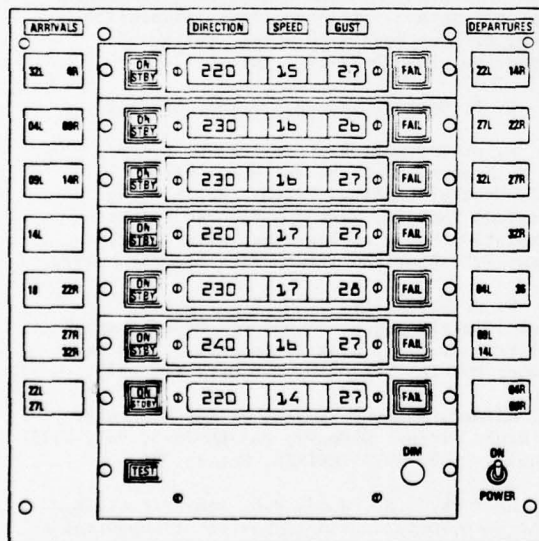 ARRIVALS DIRECTION SPEED GUST DEPARTURES
32L ON STBY 220 15 27 FAIL 22L 14R
04L 09R ON STBY 230 16 26 FAIL 27L 22R
09L 14R ON STBY 230 16 27 FAIL 32L 27R
14L ON STBY 220 17 27 FAIL 32R
18 22R ON STBY 230 17 28 FAIL 04L 36
27R
32R ON STBY 240 16 27 FAIL 09L
14L
22L
27L ON STDBY 220 14 27 FAIL 04R
09R
TEST DIM ON
POWER